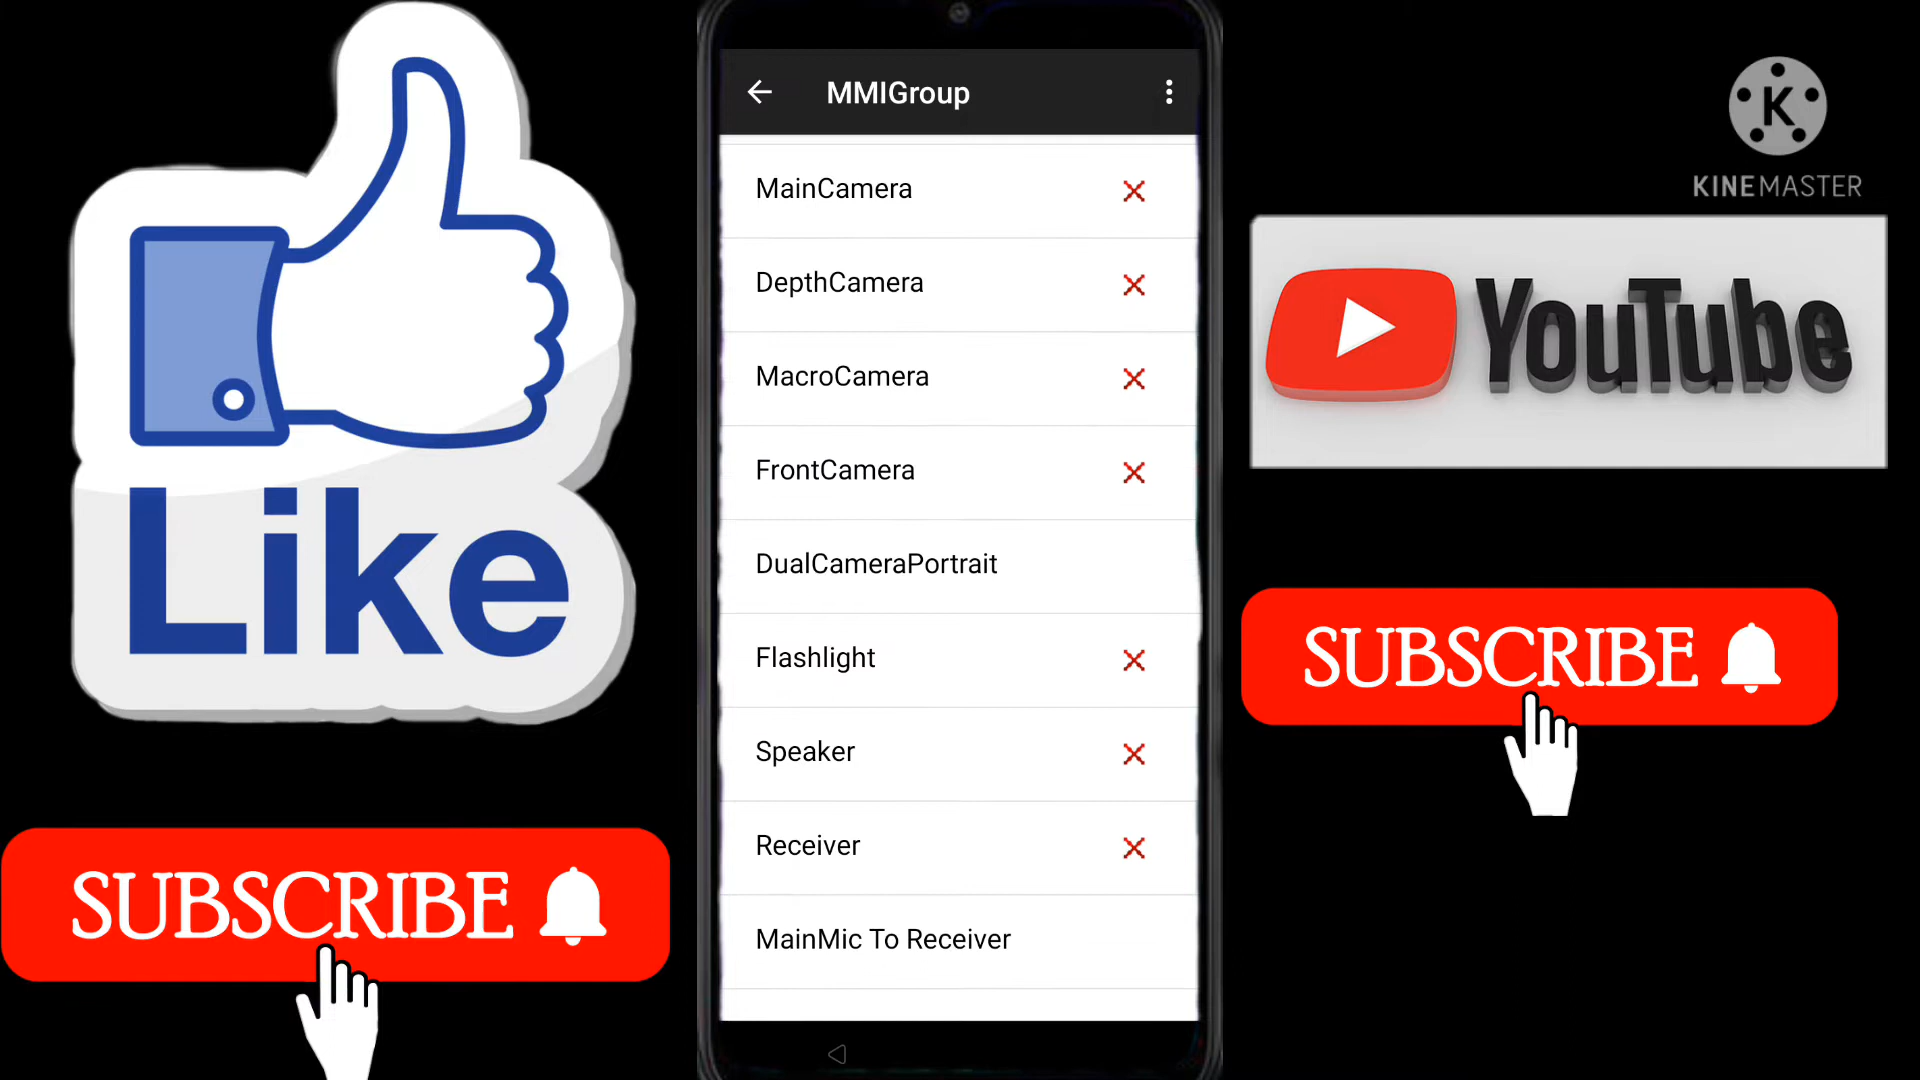 Like
SUBSCRIBE
MMIGroup
MainCamera
DepthCamera
MacroCamera
FrontCamera
DualCameraPortrait
Flashlight
Speaker
Receiver
MainMic To Receiver
K
KINEMASTER
YouTube
SUBSCRIBE